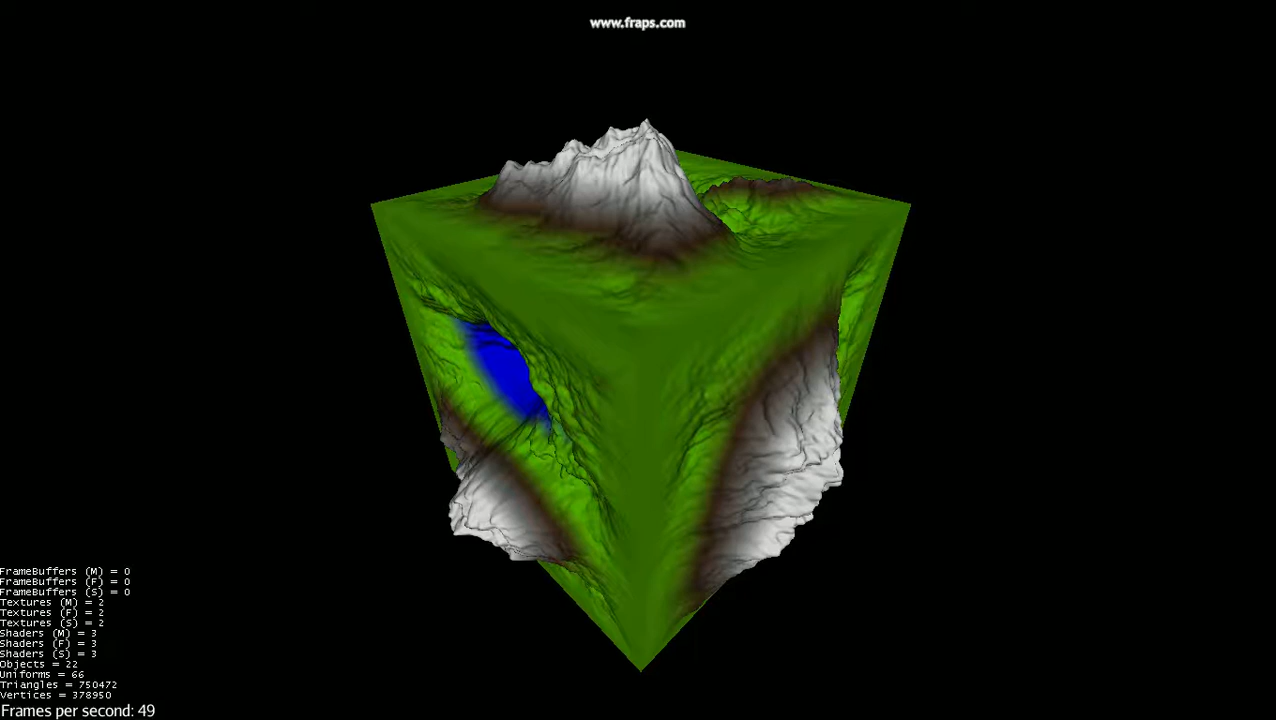 www.fraps.com
FrameBuffers (M) = 0
FrameBuffers (F) = 0
FrameBuffers (S) = 0
Textures (M) = 2
Textures (F) = 2
Textures (S) = 2
Shaders (M) = 3
Shaders (F) = 3
Shaders (S) = 3
Objects = 22
Uniforms = 66
Triangles = 750472
Vertices = 378950
Frames per second: 49